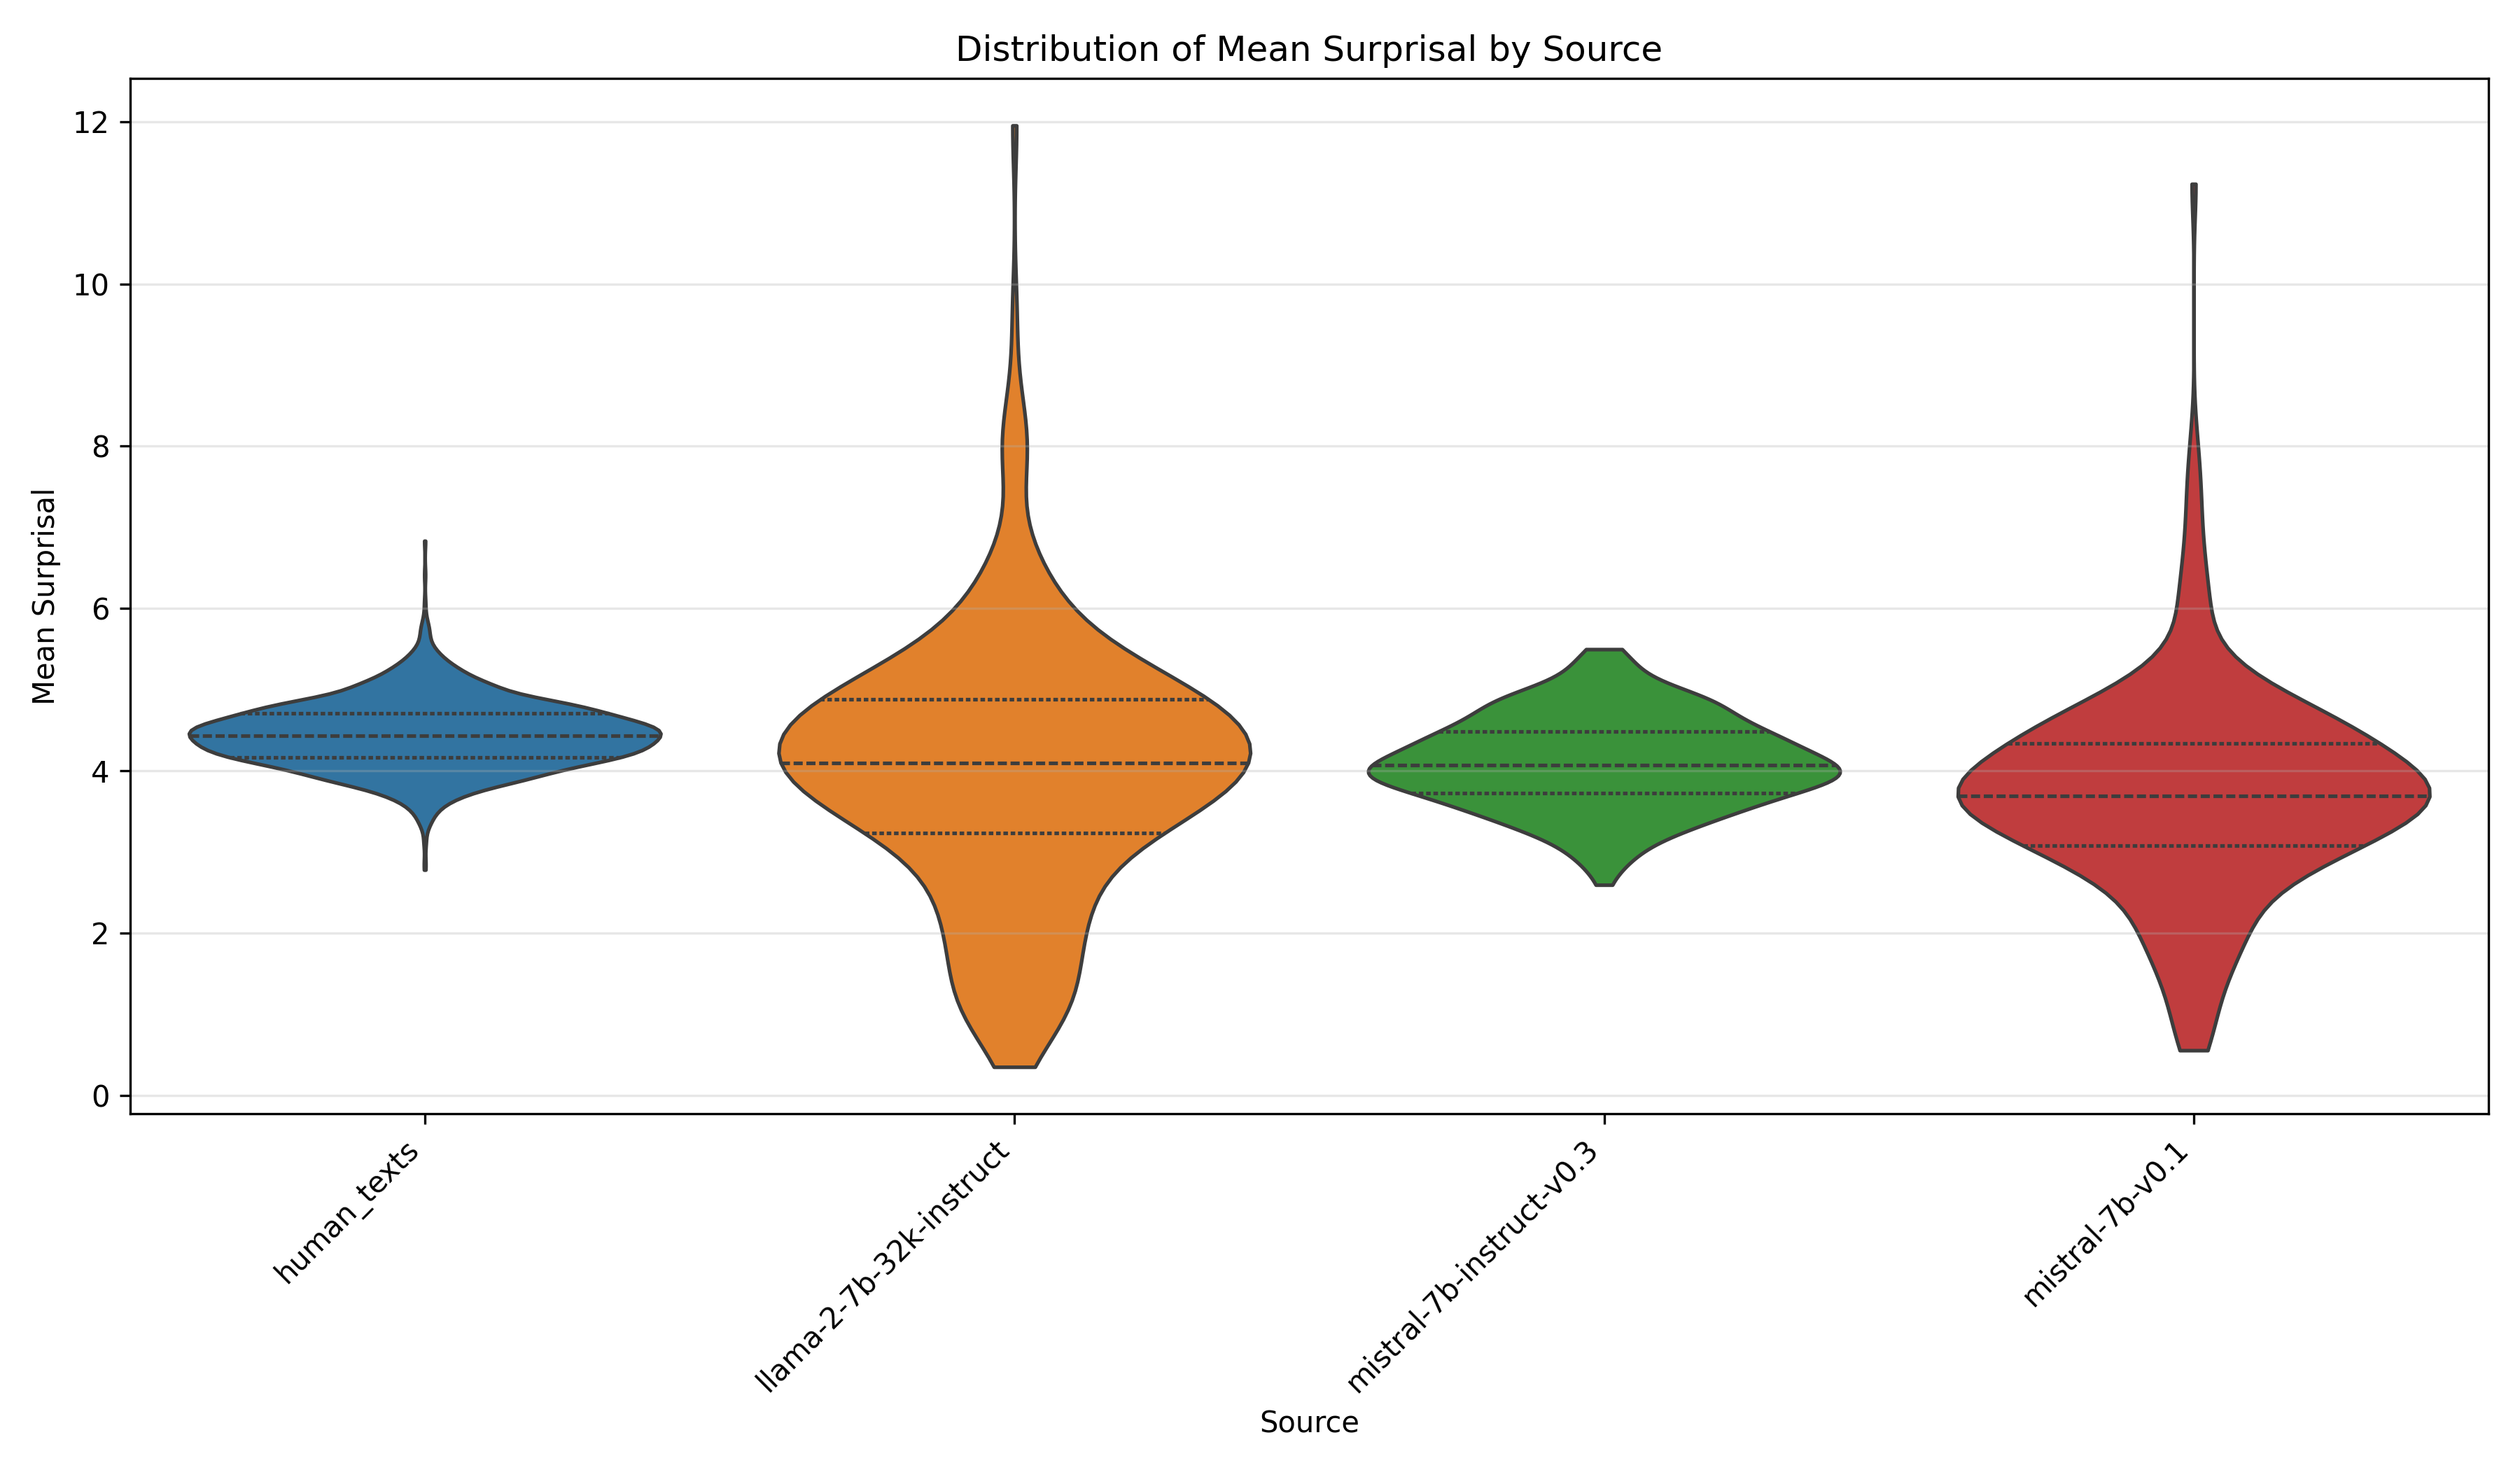 Distribution of Mean Surprisal by Source
Mean Surprisal
12
10
8
6
4
2
0
human_texts
llama-2-7b-32k-instruct
mistral-7b-instruct-v0.3
mistral-7b-v0.1
Source